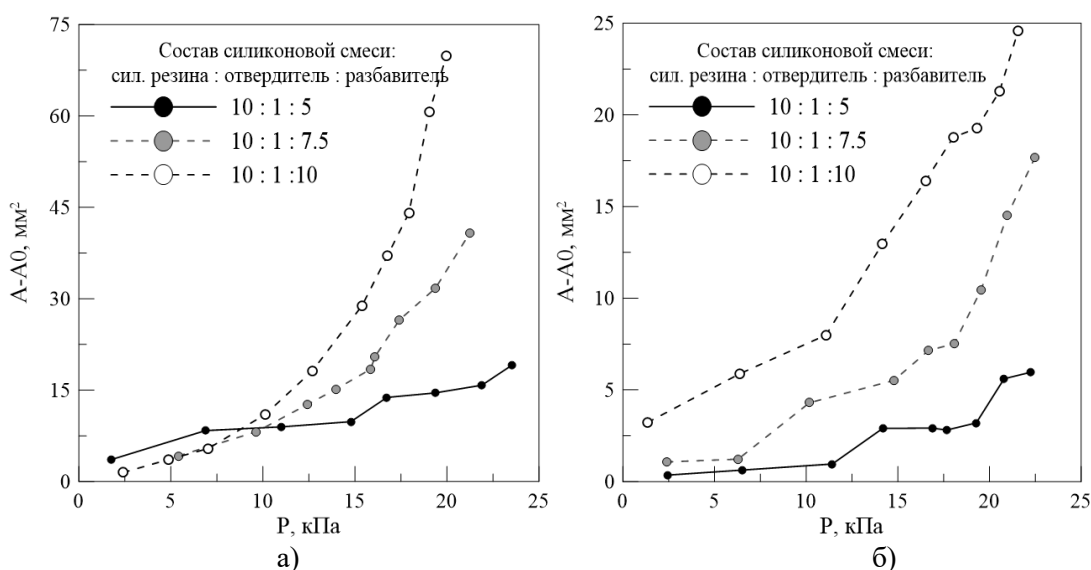 75
60
45
30
15
0
A-A0, мм²
Состав силиконовой смеси:
сил. резина : отвердитель : разбавитель
10 : 1 : 5
10 : 1 : 7.5
10 : 1 :10
0 5 10 15 20 25
P, кПа
а)
25
20
15
10
5
0
A-A0, мм²
Состав силиконовой смеси:
сил. резина : отвердитель : разбавитель
10 : 1 : 5
10 : 1 : 7.5
10 : 1 :10
0 5 10 15 20 25
P, кПа
б)